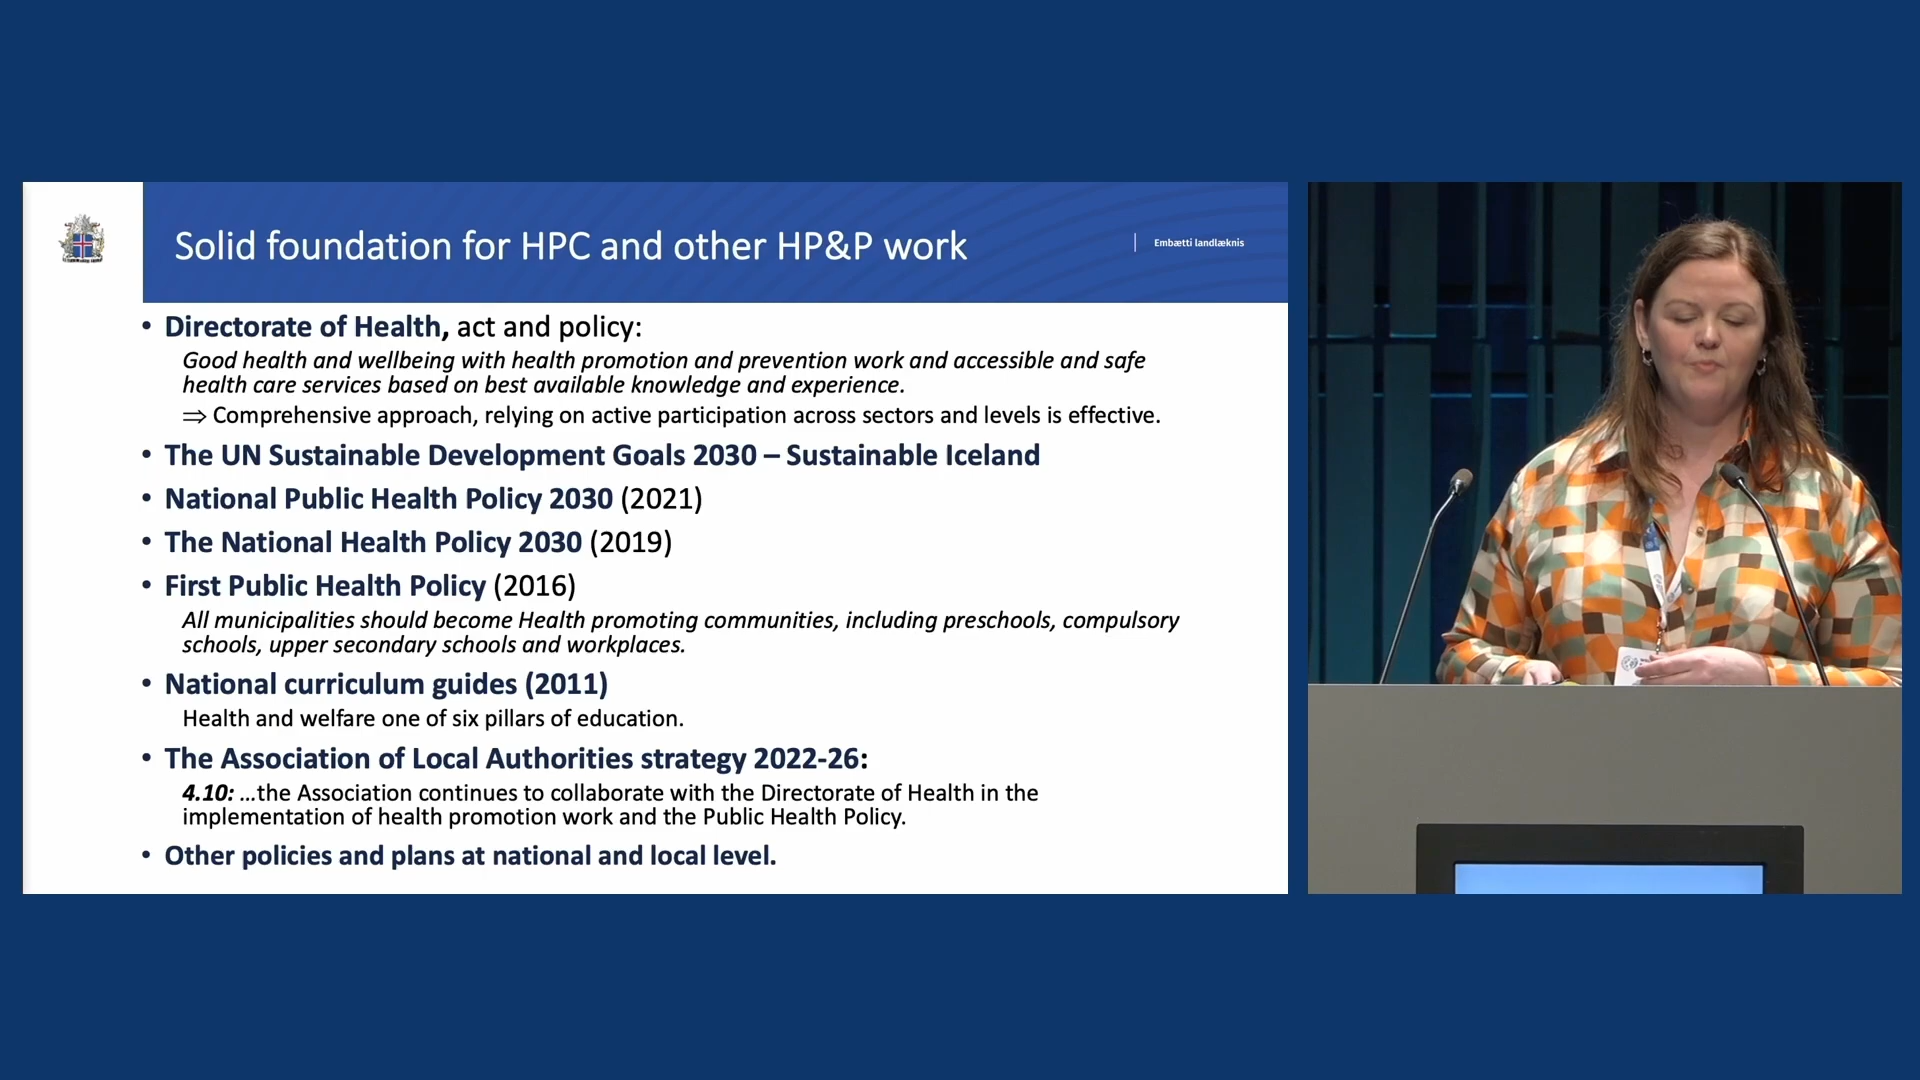 Solid foundation for HPC and other HP&P work
Embætti landlæknis
• Directorate of Health, act and policy:
Good health and wellbeing with health promotion and prevention work and accessible and safe
health care services based on best available knowledge and experience.
⇒ Comprehensive approach, relying on active participation across sectors and levels is effective.
• The UN Sustainable Development Goals 2030 – Sustainable Iceland
• National Public Health Policy 2030 (2021)
• The National Health Policy 2030 (2019)
• First Public Health Policy (2016)
All municipalities should become Health promoting communities, including preschools, compulsory
schools, upper secondary schools and workplaces.
• National curriculum guides (2011)
Health and welfare one of six pillars of education.
• The Association of Local Authorities strategy 2022-26:
4.10: …the Association continues to collaborate with the Directorate of Health in the
implementation of health promotion work and the Public Health Policy.
• Other policies and plans at national and local level.